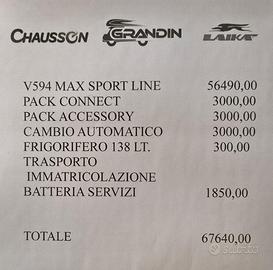 CHAUSSON GRANDIN LAIKA
V594 MAX SPORT LINE 56490,00
PACK CONNECT 3000,00
PACK ACCESSORY 3000,00
CAMBIO AUTOMATICO 3000,00
FRIGORIFERO 138 LT. 300,00
TRASPORTO
IMMATRICOLAZIONE
BATTERIA SERVIZI 1850,00
TOTALE 67640,00
subito